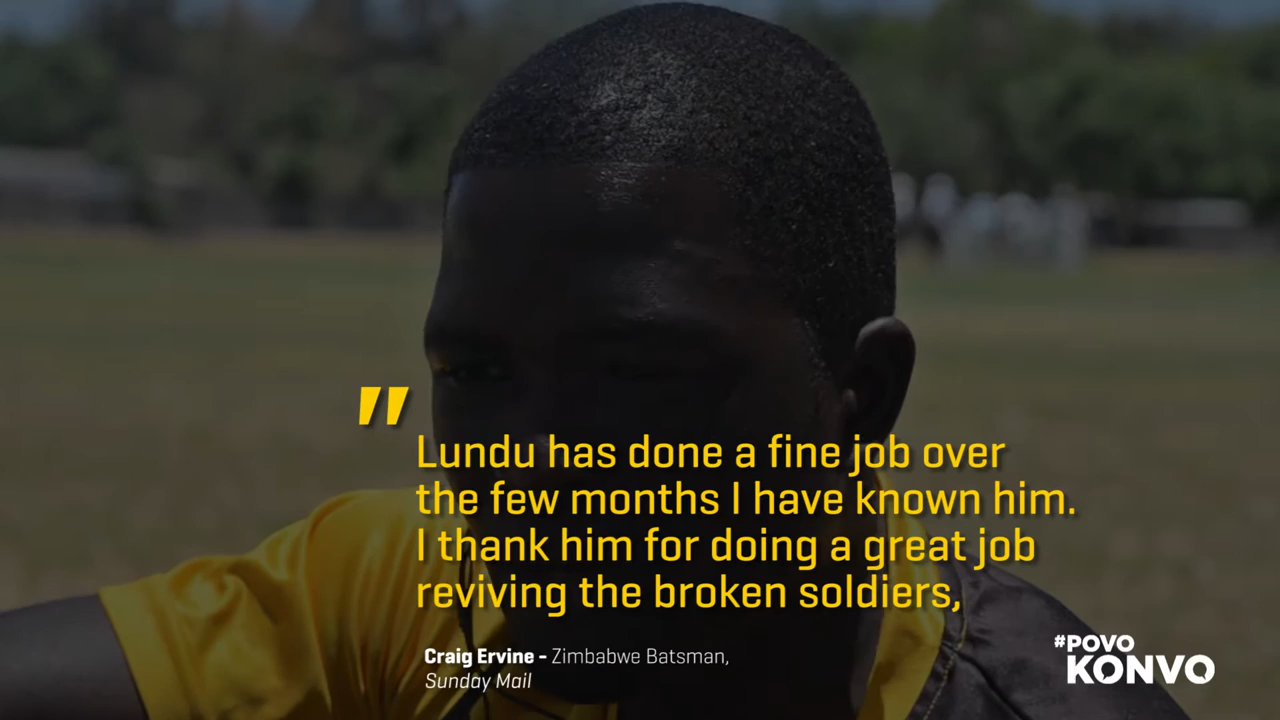 "
Lundu has done a fine job over
the few months I have known him.
I thank him for doing a great job
reviving the broken soldiers,
Craig Ervine - Zimbabwe Batsman,
Sunday Mail
#POVO
KONVO